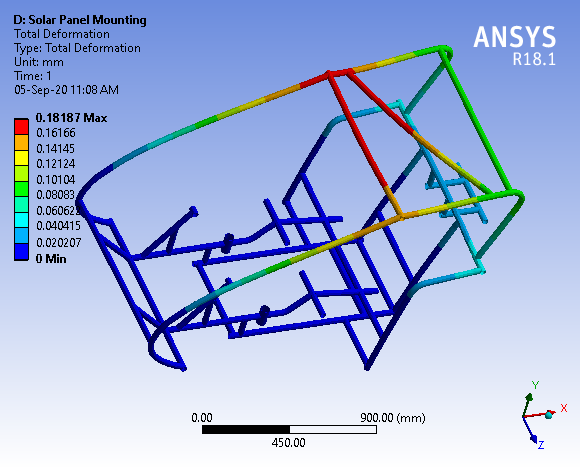 D: Solar Panel Mounting
Total Deformation
Type: Total Deformation
Unit: mm
Time: 1
05-Sep-20 11:08 AM
ANSYS
R18.1
0.18187 Max
0.16166
0.14145
0.12124
0.10104
0.08083
0.060623
0.040415
0.020207
0 Min
0.00
900.00 (mm)
450.00
Y
X
Z